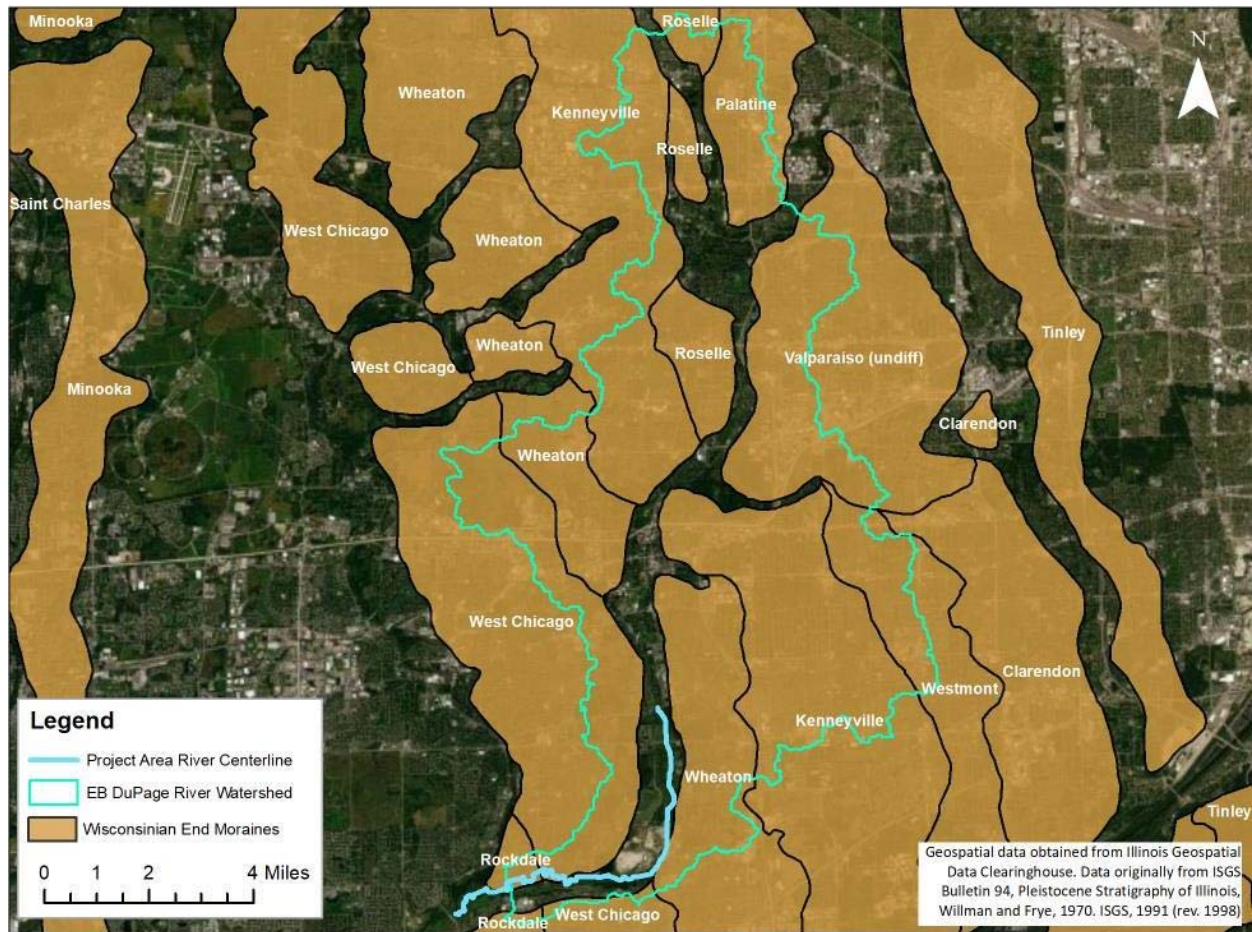 Minooka
Roselle
N
Wheaton
Kenneyville
Palatine
Roselle
Saint Charles
West Chicago
Wheaton
Tinley
Wheaton
Roselle
Valparaiso (undiff)
West Chicago
Minooka
Clarendon
Wheaton
West Chicago
Clarendon
Westmont
Kenneyville
Wheaton
Tinley
Rockdale
West Chicago
Rockdale
Legend
Project Area River Centerline
EB DuPage River Watershed
Wisconsinian End Moraines
0 1 2 4 Miles
Geospatial data obtained from Illinois Geospatial
Data Clearinghouse. Data originally from ISGS
Bulletin 94, Pleistocene Stratigraphy of Illinois,
Willman and Frye, 1970. ISGS, 1991 (rev. 1998)